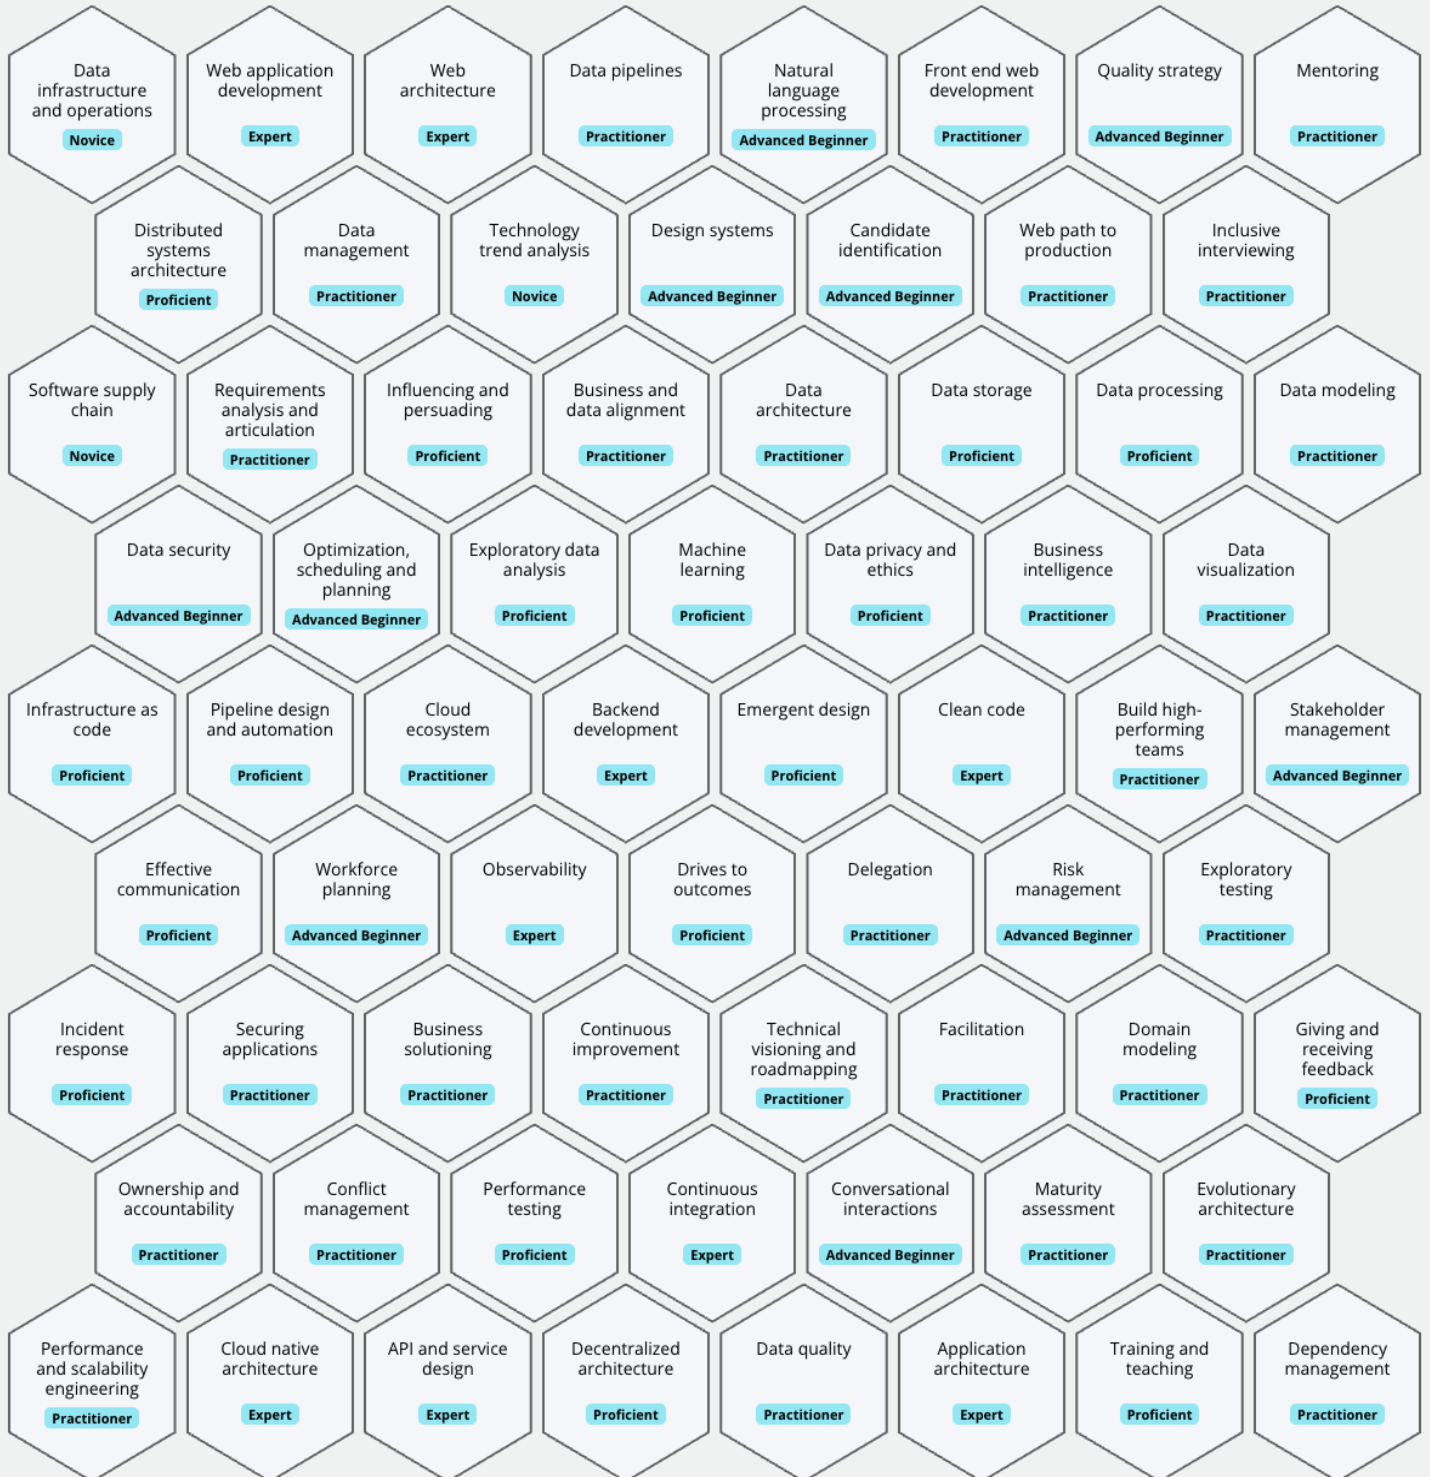 Data
infrastructure
and operations
Novice
Web application
development
Expert
Web
architecture
Expert
Data pipelines
Practitioner
Natural
language
processing
Advanced Beginner
Front end web
development
Practitioner
Quality strategy
Advanced Beginner
Mentoring
Practitioner
Distributed
systems
architecture
Proficient
Data
management
Practitioner
Technology
trend analysis
Novice
Design systems
Advanced Beginner
Candidate
identification
Advanced Beginner
Web path to
production
Practitioner
Inclusive
interviewing
Practitioner
Software supply
chain
Novice
Requirements
analysis and
articulation
Practitioner
Influencing and
persuading
Proficient
Business and
data alignment
Practitioner
Data
architecture
Practitioner
Data storage
Proficient
Data processing
Proficient
Data modeling
Practitioner
Data security
Advanced Beginner
Optimization,
scheduling and
planning
Advanced Beginner
Exploratory data
analysis
Proficient
Machine
learning
Proficient
Data privacy and
ethics
Proficient
Business
intelligence
Practitioner
Data
visualization
Practitioner
Infrastructure as
code
Proficient
Pipeline design
and automation
Proficient
Cloud
ecosystem
Practitioner
Backend
development
Expert
Emergent design
Proficient
Clean code
Expert
Build high-
performing
teams
Practitioner
Stakeholder
management
Advanced Beginner
Effective
communication
Proficient
Workforce
planning
Advanced Beginner
Observability
Expert
Drives to
outcomes
Proficient
Delegation
Practitioner
Risk
management
Advanced Beginner
Exploratory
testing
Practitioner
Incident
response
Proficient
Securing
applications
Practitioner
Business
solutioning
Practitioner
Continuous
improvement
Practitioner
Technical
visioning and
roadmapping
Practitioner
Facilitation
Practitioner
Domain
modeling
Practitioner
Giving and
receiving
feedback
Proficient
Ownership and
accountability
Practitioner
Conflict
management
Practitioner
Performance
testing
Proficient
Continuous
integration
Expert
Conversational
interactions
Advanced Beginner
Maturity
assessment
Practitioner
Evolutionary
architecture
Practitioner
Performance
and scalability
engineering
Practitioner
Cloud native
architecture
Expert
API and service
design
Expert
Decentralized
architecture
Proficient
Data quality
Practitioner
Application
architecture
Expert
Training and
teaching
Proficient
Dependency
management
Practitioner